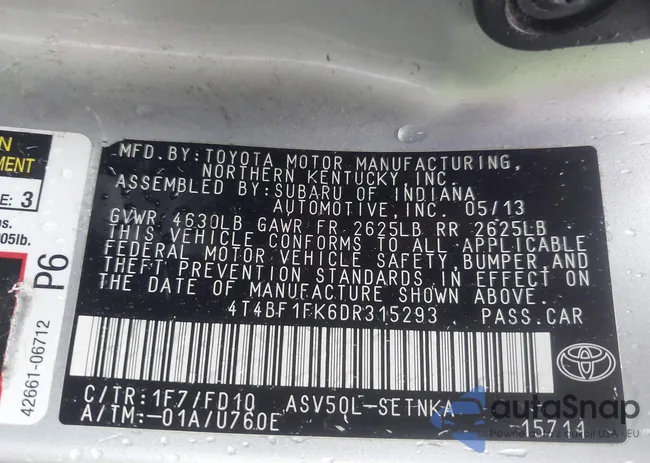 MFD.BY: TOYOTA MOTOR MANUFACTURING,
NORTHERN KENTUCKY, INC.
ASSEMBLED BY: SUBARU OF INDIANA
AUTOMOTIVE, INC. 05/13
GVWR 4630LB GAWR FR 2625LB RR 2625LB
THIS VEHICLE CONFORMS TO ALL APPLICABLE
FEDERAL MOTOR VEHICLE SAFETY, BUMPER, AND
THEFT PREVENTION STANDARDS IN EFFECT ON
THE DATE OF MANUFACTURE SHOWN ABOVE.
4T4BF1FK6DR315293 PASS.CAR
C/TR:1F7/FD10 ASV50L-SETNKA
A/TM:-01A/U760E 15714
E: 3
P6
42661-06712
autoSnap